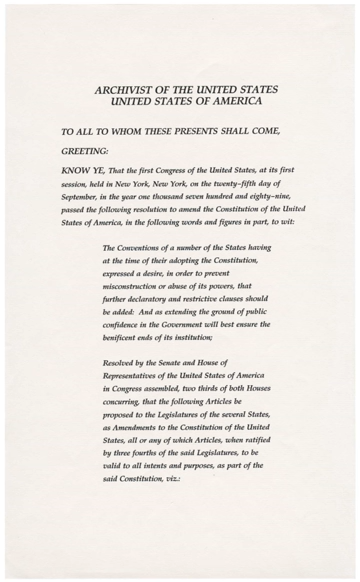 ARCHIVIST OF THE UNITED STATES
UNITED STATES OF AMERICA
TO ALL TO WHOM THESE PRESENTS SHALL COME,
GREETING:
KNOW YE, That the first Congress of the United States, at its first
session, held in New York, New York, on the twenty-fifth day of
September, in the year one thousand seven hundred and eighty-nine,
passed the following resolution to amend the Constitution of the United
States of America, in the following words and figures in part, to wit:
The Conventions of a number of the States having
at the time of their adopting the Constitution,
expressed a desire, in order to prevent
misconstruction or abuse of its powers, that
further declaratory and restrictive clauses should
be added: And as extending the ground of public
confidence in the Government will best ensure the
benificent ends of its institution;
Resolved by the Senate and House of
Representatives of the United States of America
in Congress assembled, two thirds of both Houses
concurring, that the following Articles be
proposed to the Legislatures of the several States,
as Amendments to the Constitution of the United
States, all or any of which Articles, when ratified
by three fourths of the said Legislatures, to be
valid to all intents and purposes, as part of the
said Constitution, viz.: